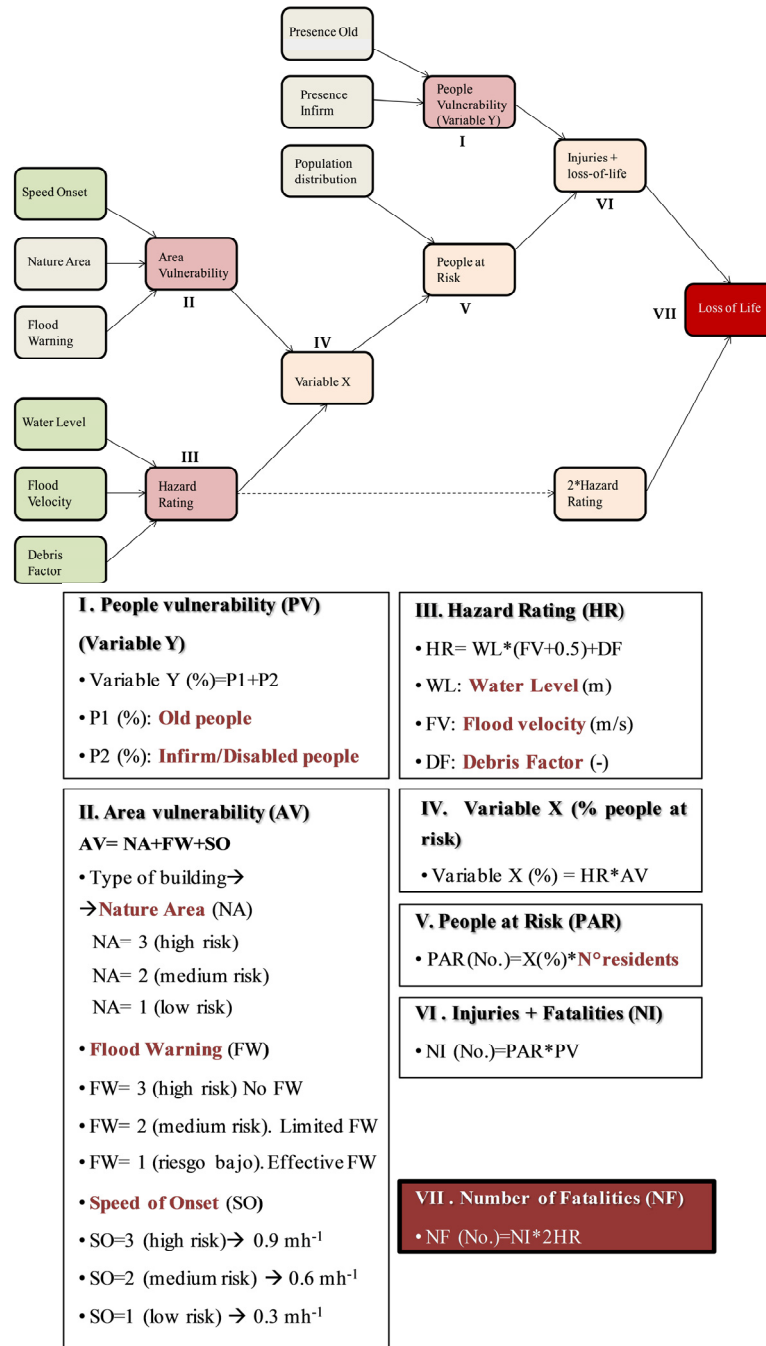 Presence Old
Presence
Infirm
People
Vulnerability
(Variable Y)
I
Population
distribution
Injuries +
loss-of-life
VI
Speed Onset
Nature Area
Flood
Warning
Area
Vulnerability
II
People at
Risk
V
VII
Loss of Life
IV
Variable X
Water Level
Flood
Velocity
Debris
Factor
III
Hazard
Rating
2*Hazard
Rating
I . People vulnerability (PV)
(Variable Y)
• Variable Y (%)=P1+P2
• P1 (%): Old people
• P2 (%): Infirm/Disabled people
II. Area vulnerability (AV)
AV= NA+FW+SO
• Type of building→
→Nature Area (NA)
NA= 3 (high risk)
NA= 2 (medium risk)
NA= 1 (low risk)
• Flood Warning (FW)
• FW= 3 (high risk) No FW
• FW= 2 (medium risk). Limited FW
• FW= 1 (riesgo bajo). Effective FW
• Speed of Onset (SO)
• SO=3 (high risk)→ 0.9 mh⁻¹
• SO=2 (medium risk) → 0.6 mh⁻¹
• SO=1 (low risk) → 0.3 mh⁻¹
III. Hazard Rating (HR)
• HR= WL*(FV+0.5)+DF
• WL: Water Level (m)
• FV: Flood velocity (m/s)
• DF: Debris Factor (-)
IV. Variable X (% people at
risk)
• Variable X (%) = HR*AV
V. People at Risk (PAR)
• PAR(No.)=X(%)*N°residents
VI . Injuries + Fatalities (NI)
• NI (No.)=PAR*PV
VII . Number of Fatalities (NF)
• NF (No.)=NI*2HR